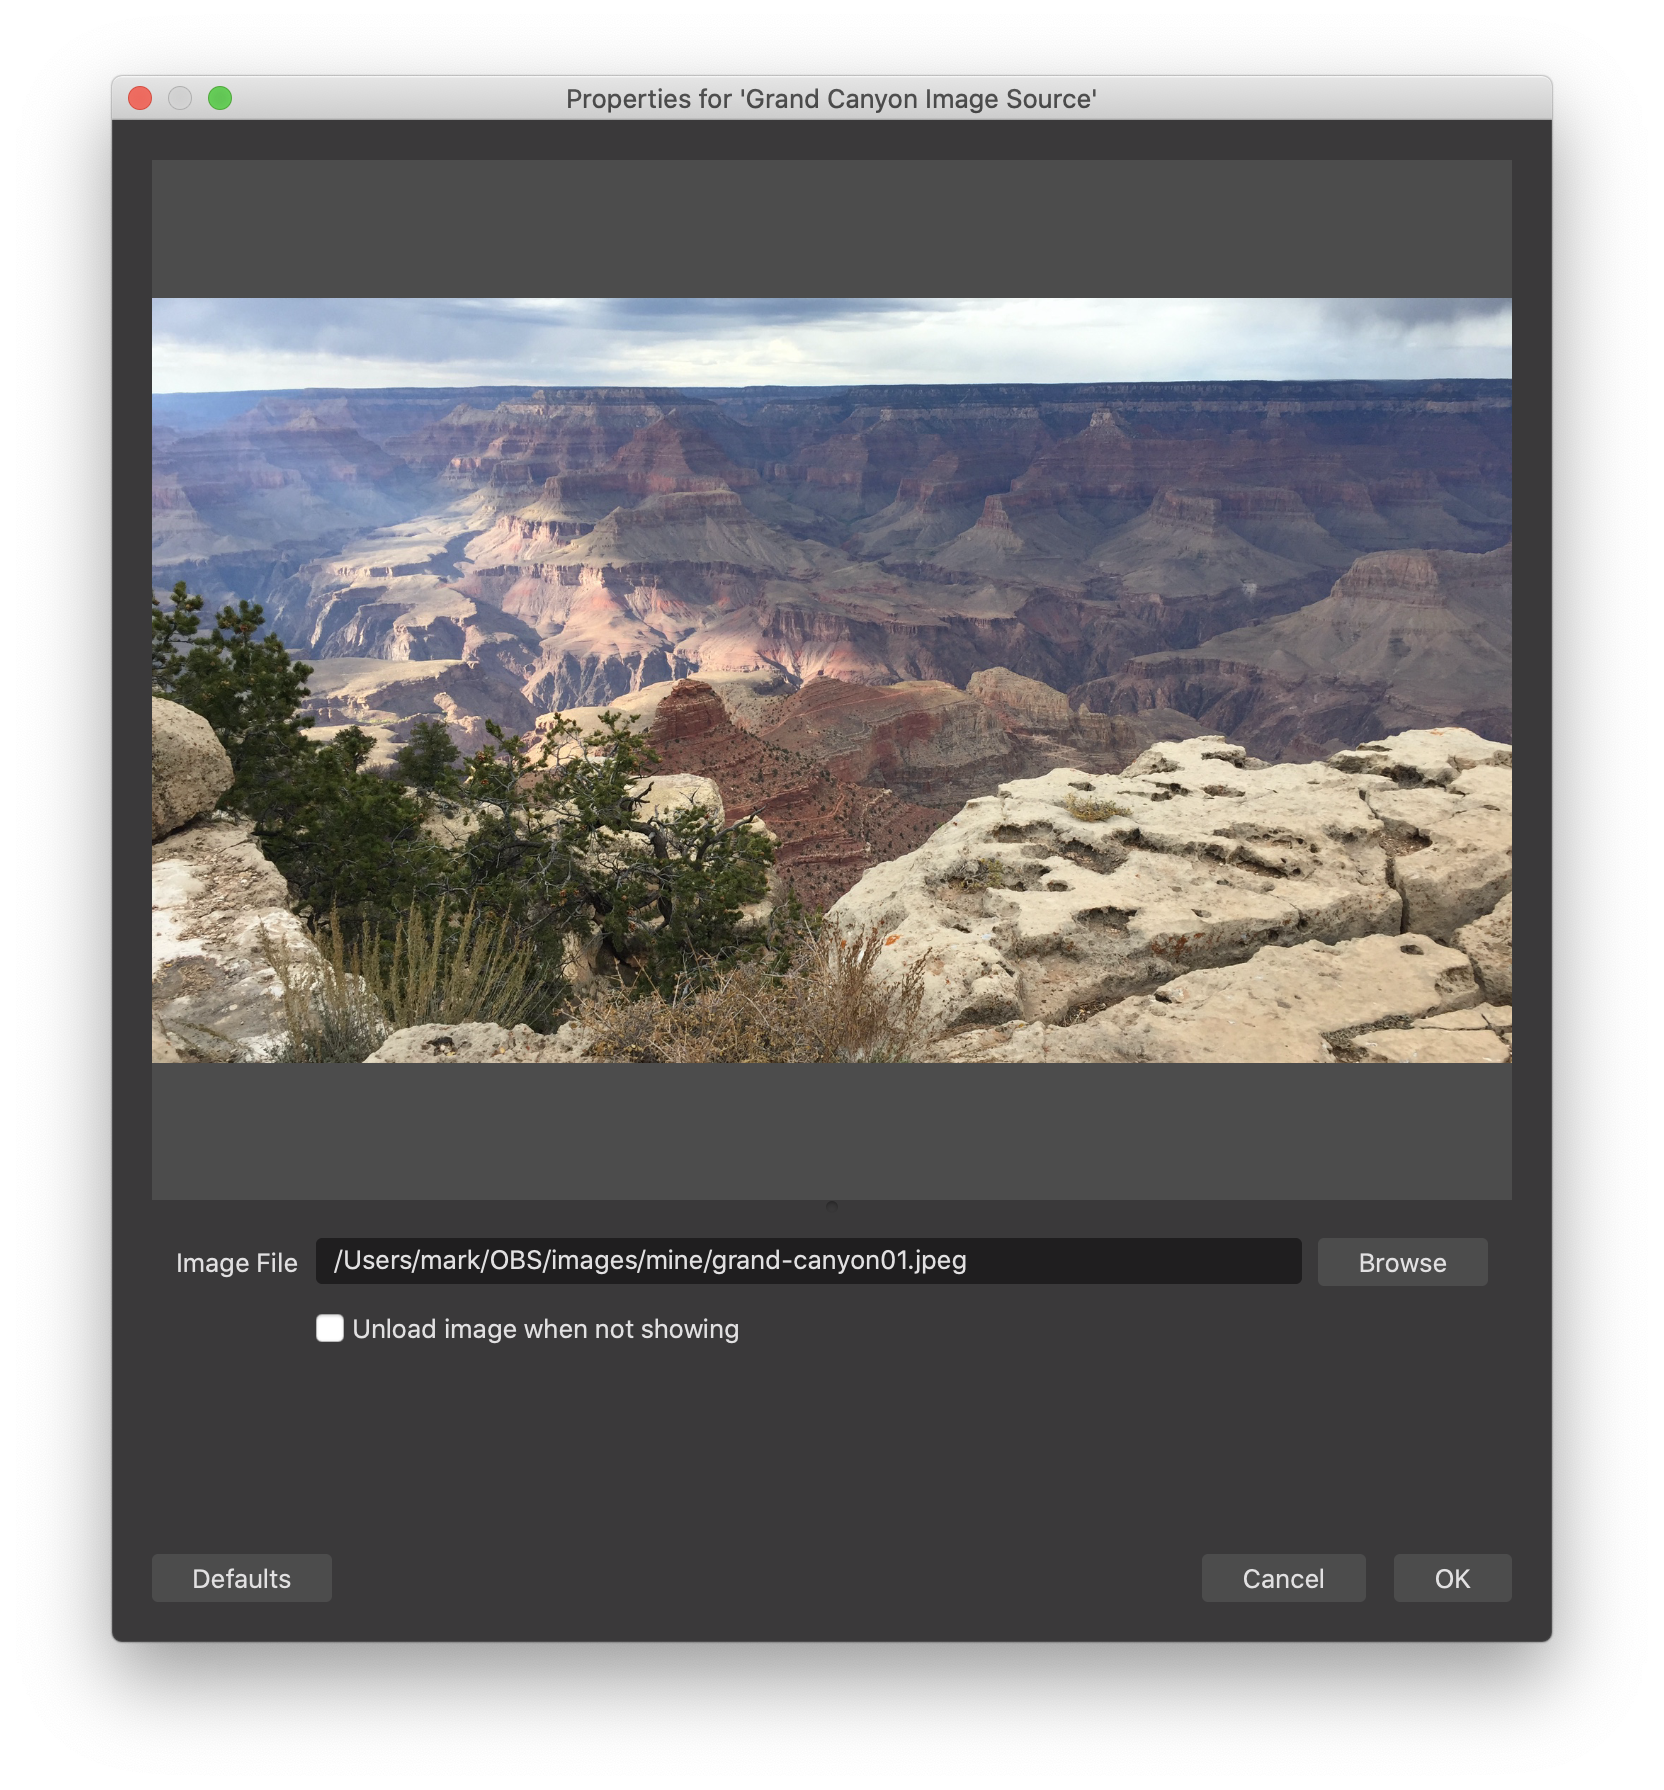 Properties for 'Grand Canyon Image Source'
Image File
/Users/mark/OBS/images/mine/grand-canyon01.jpeg
Browse
Unload image when not showing
Defaults
Cancel
OK